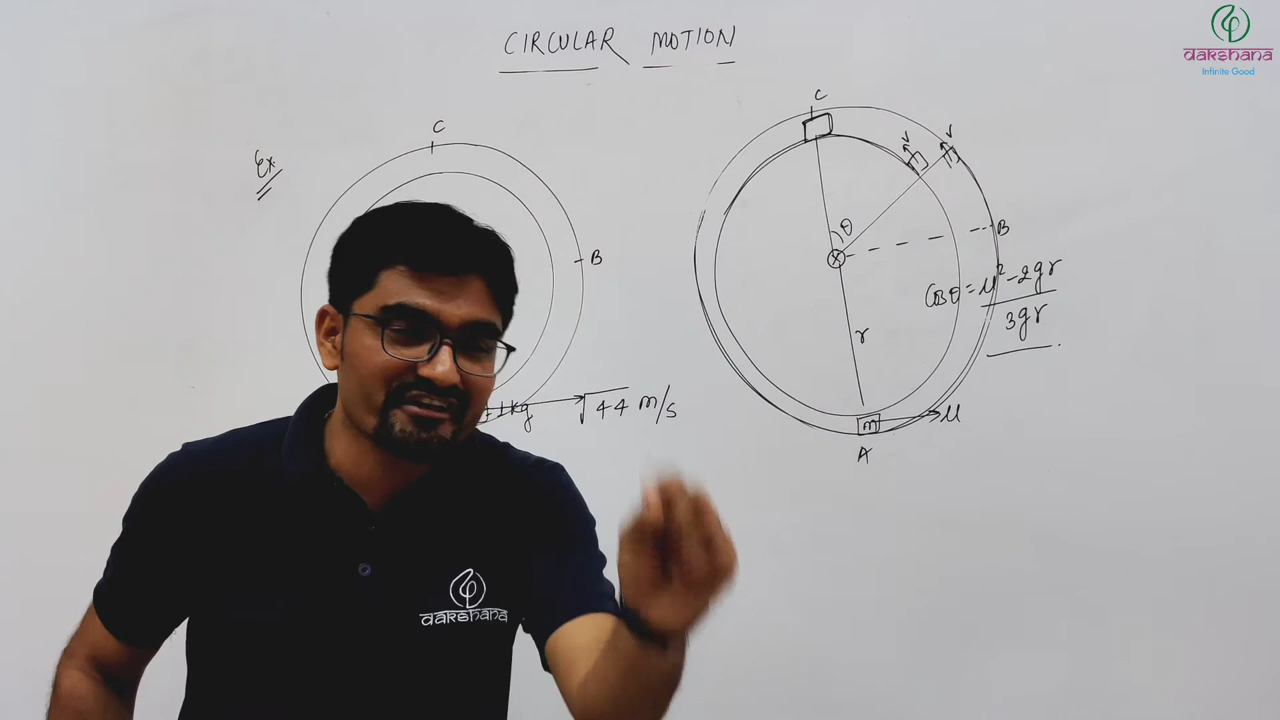 CIRCULAR MOTION
dakshana
Infinite Good
Ex.
C
B
1kg
√44 m/s
C
v
v
θ
B
Cosθ = u²-2gr
3gr
r
m
u
A
dakshana